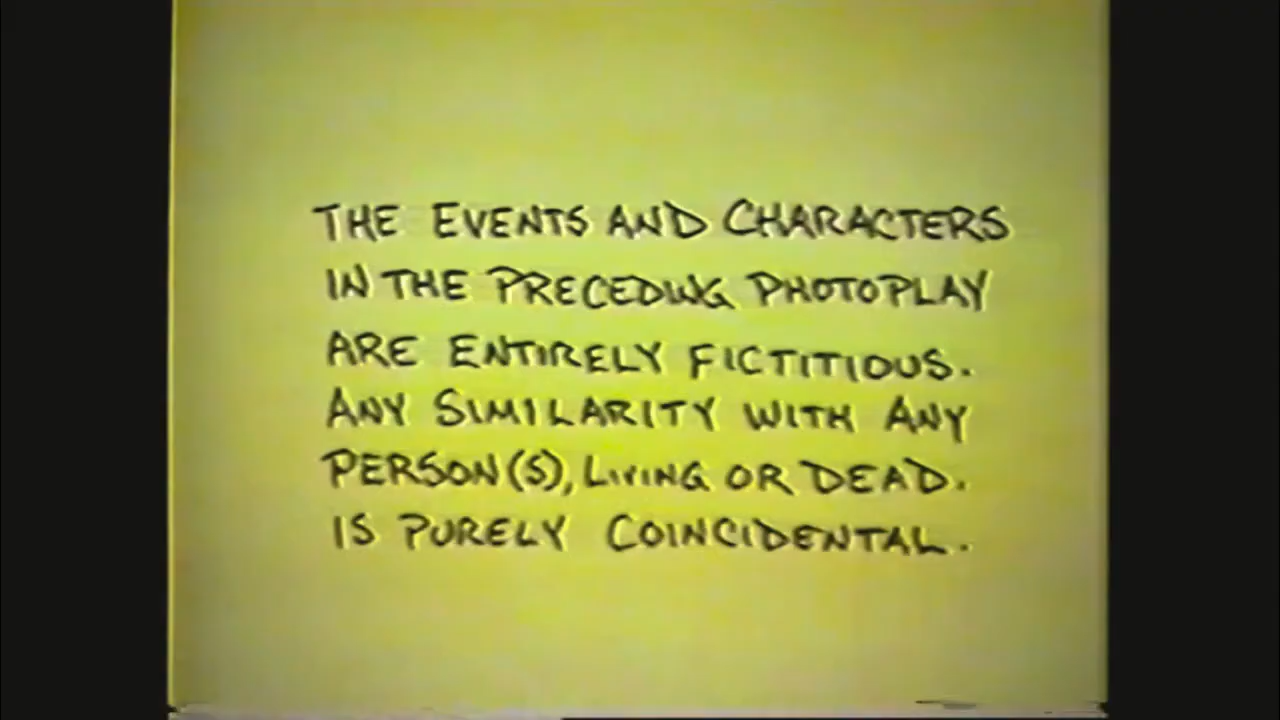 THE EVENTS AND CHARACTERS
IN THE PRECEDING PHOTOPLAY
ARE ENTIRELY FICTITIOUS.
ANY SIMILARITY WITH ANY
PERSON(S), LIVING OR DEAD.
IS PURELY COINCIDENTAL.